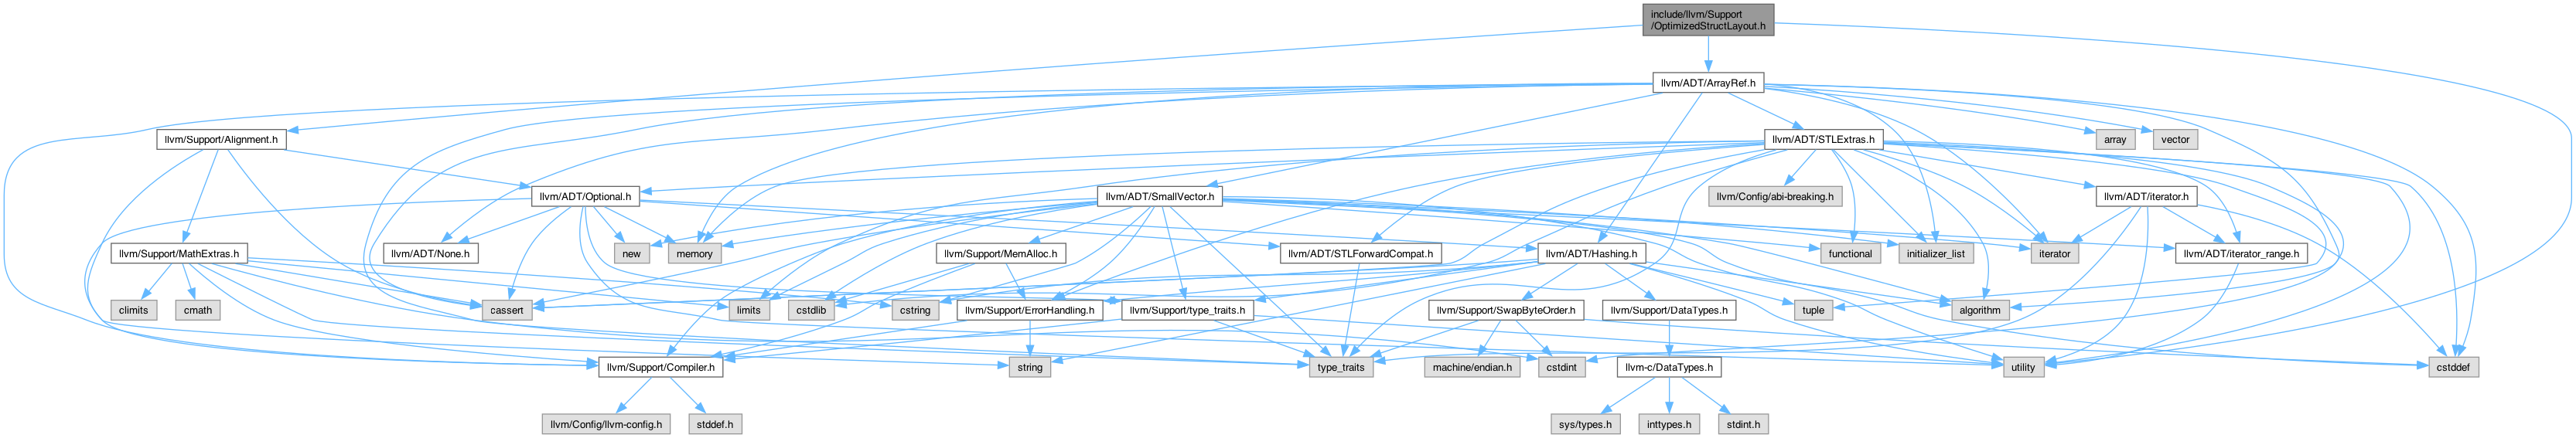 include/llvm/Support
/OptimizedStructLayout.h
llvm/ADT/ArrayRef.h
llvm/Support/Alignment.h
llvm/ADT/STLExtras.h
array
vector
llvm/ADT/Optional.h
llvm/ADT/SmallVector.h
llvm/Config/abi-breaking.h
llvm/ADT/iterator.h
llvm/Support/MathExtras.h
llvm/ADT/None.h
new
memory
llvm/Support/MemAlloc.h
llvm/ADT/STLForwardCompat.h
llvm/ADT/Hashing.h
functional
initializer_list
iterator
llvm/ADT/iterator_range.h
climits
cmath
cassert
limits
cstdlib
cstring
llvm/Support/ErrorHandling.h
llvm/Support/type_traits.h
llvm/Support/SwapByteOrder.h
llvm/Support/DataTypes.h
tuple
algorithm
llvm/Support/Compiler.h
string
type_traits
machine/endian.h
cstdint
llvm-c/DataTypes.h
utility
cstddef
llvm/Config/llvm-config.h
stddef.h
sys/types.h
inttypes.h
stdint.h